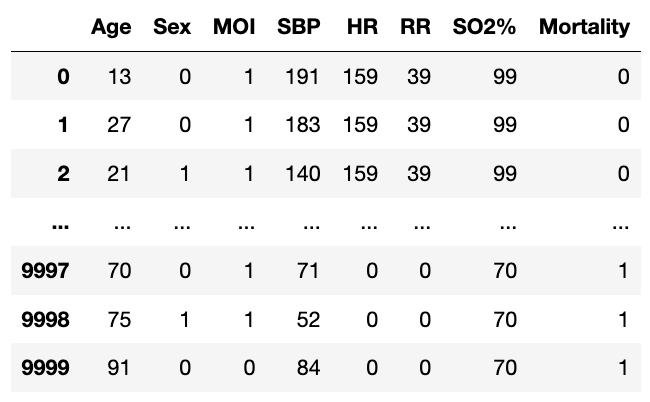 Age Sex MOI SBP HR RR SO2% Mortality
0 13 0 1 191 159 39 99 0
1 27 0 1 183 159 39 99 0
2 21 1 1 140 159 39 99 0
... ... ... ... ... ... ... ... ...
9997 70 0 1 71 0 0 70 1
9998 75 1 1 52 0 0 70 1
9999 91 0 0 84 0 0 70 1